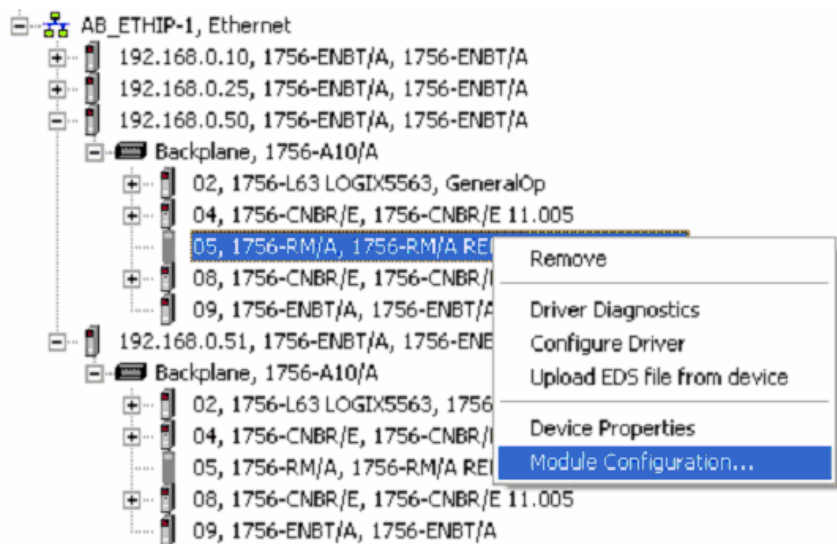 AB_ETHIP-1, Ethernet
192.168.0.10, 1756-ENBT/A, 1756-ENBT/A
192.168.0.25, 1756-ENBT/A, 1756-ENBT/A
192.168.0.50, 1756-ENBT/A, 1756-ENBT/A
Backplane, 1756-A10/A
02, 1756-L63 LOGIX5563, GeneralOp
04, 1756-CNBR/E, 1756-CNBR/E 11.005
05, 1756-RM/A, 1756-RM/A RE
08, 1756-CNBR/E, 1756-CNBR/
09, 1756-ENBT/A, 1756-ENBT/
192.168.0.51, 1756-ENBT/A, 1756-ENB
Backplane, 1756-A10/A
02, 1756-L63 LOGIX5563, 1756
04, 1756-CNBR/E, 1756-CNBR/
05, 1756-RM/A, 1756-RM/A RE
08, 1756-CNBR/E, 1756-CNBR/E 11.005
09, 1756-ENBT/A, 1756-ENBT/A
Remove
Driver Diagnostics
Configure Driver
Upload EDS file from device
Device Properties
Module Configuration...